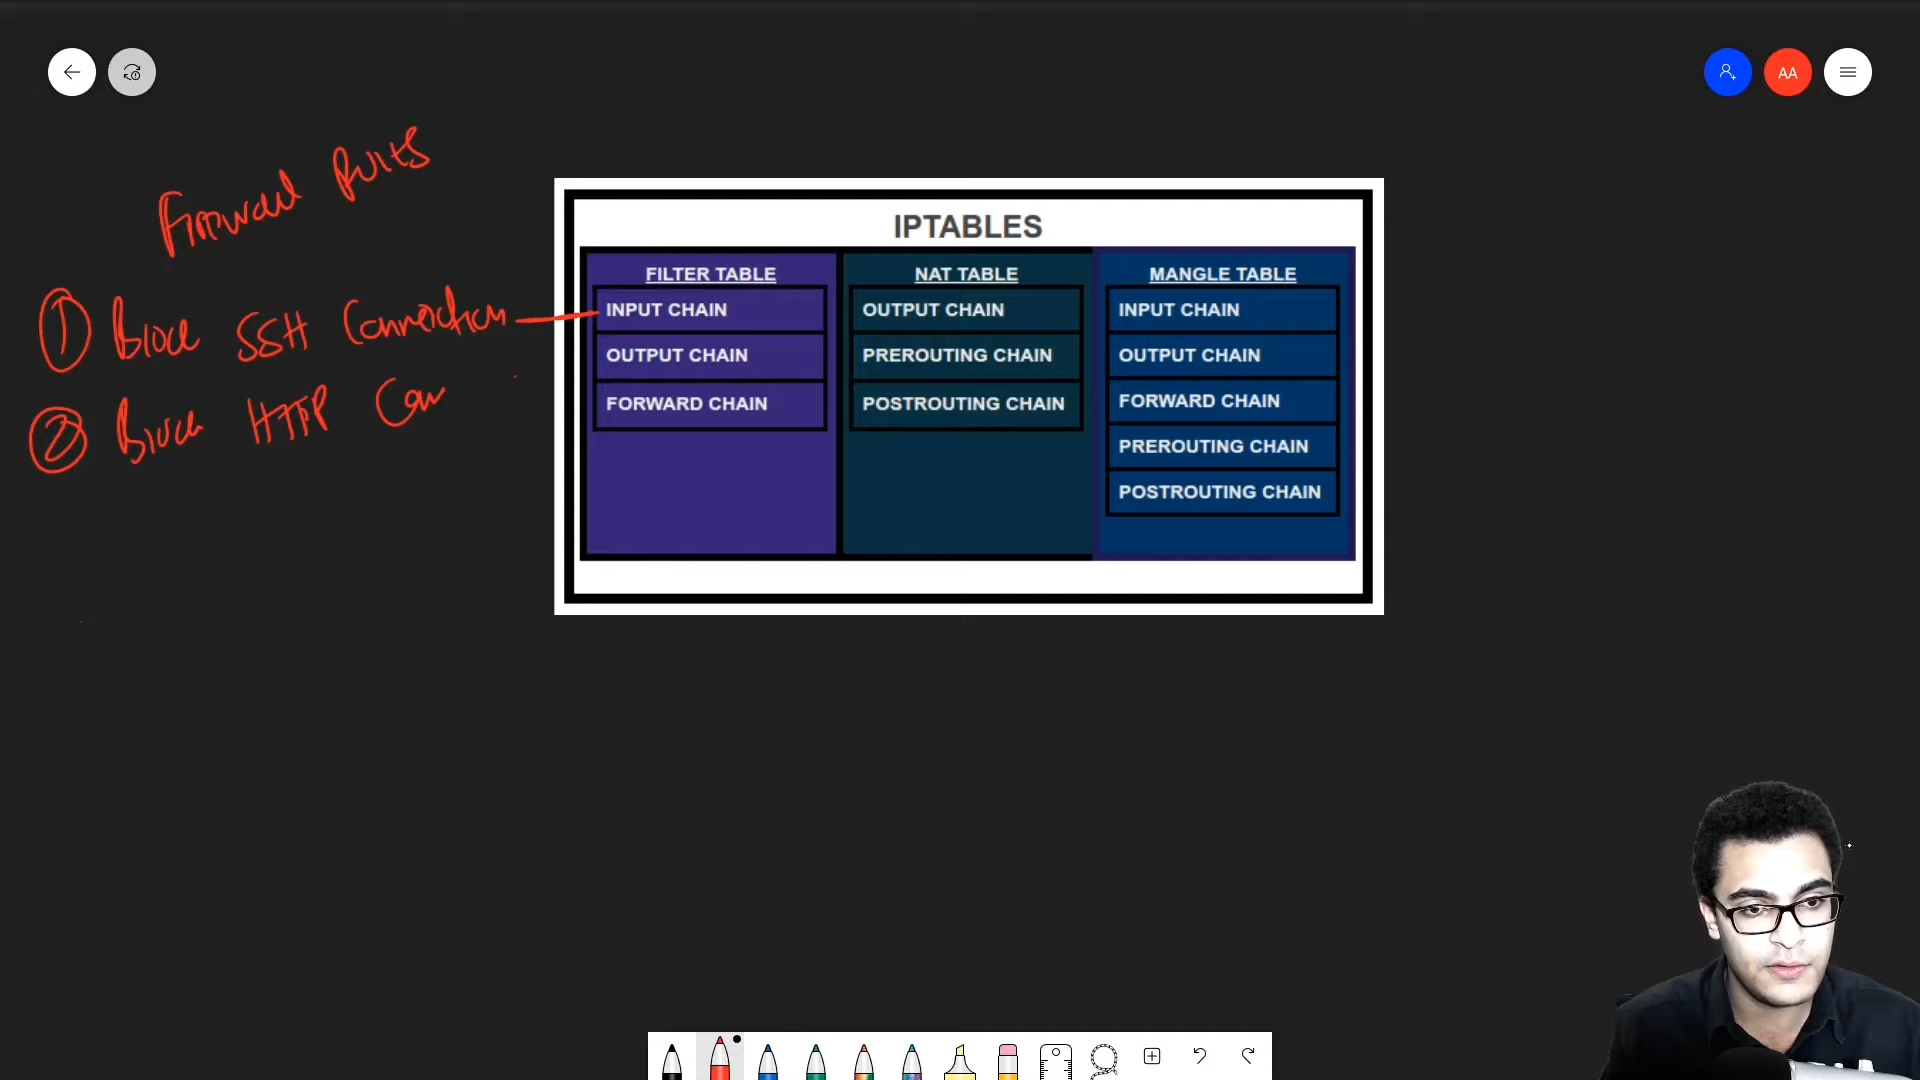 AA
Firewall Rules
① Block SSH Connection
② Block HTTP Con
IPTABLES
FILTER TABLE
INPUT CHAIN
OUTPUT CHAIN
FORWARD CHAIN
NAT TABLE
OUTPUT CHAIN
PREROUTING CHAIN
POSTROUTING CHAIN
MANGLE TABLE
INPUT CHAIN
OUTPUT CHAIN
FORWARD CHAIN
PREROUTING CHAIN
POSTROUTING CHAIN